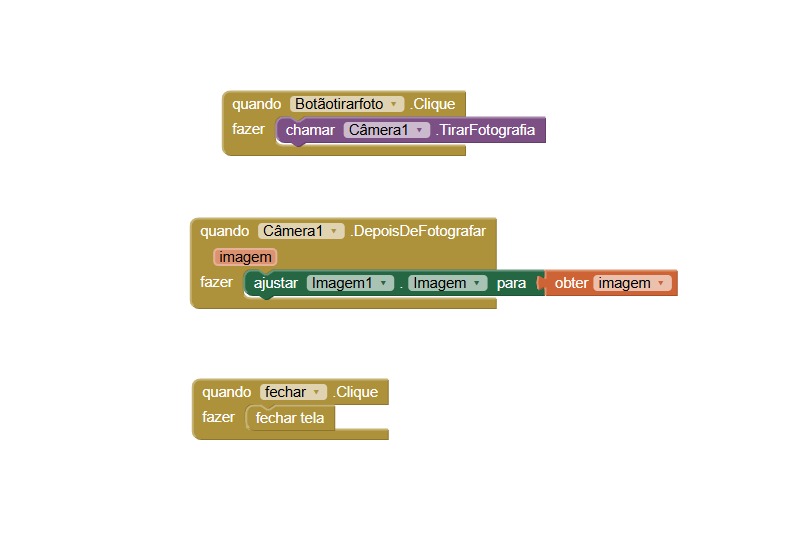 quando Botãotirarfoto .Clique
fazer chamar Câmera1 .TirarFotografia
quando Câmera1 .DepoisDeFotografar
imagem
fazer ajustar Imagem1 . Imagem para obter imagem
quando fechar .Clique
fazer fechar tela